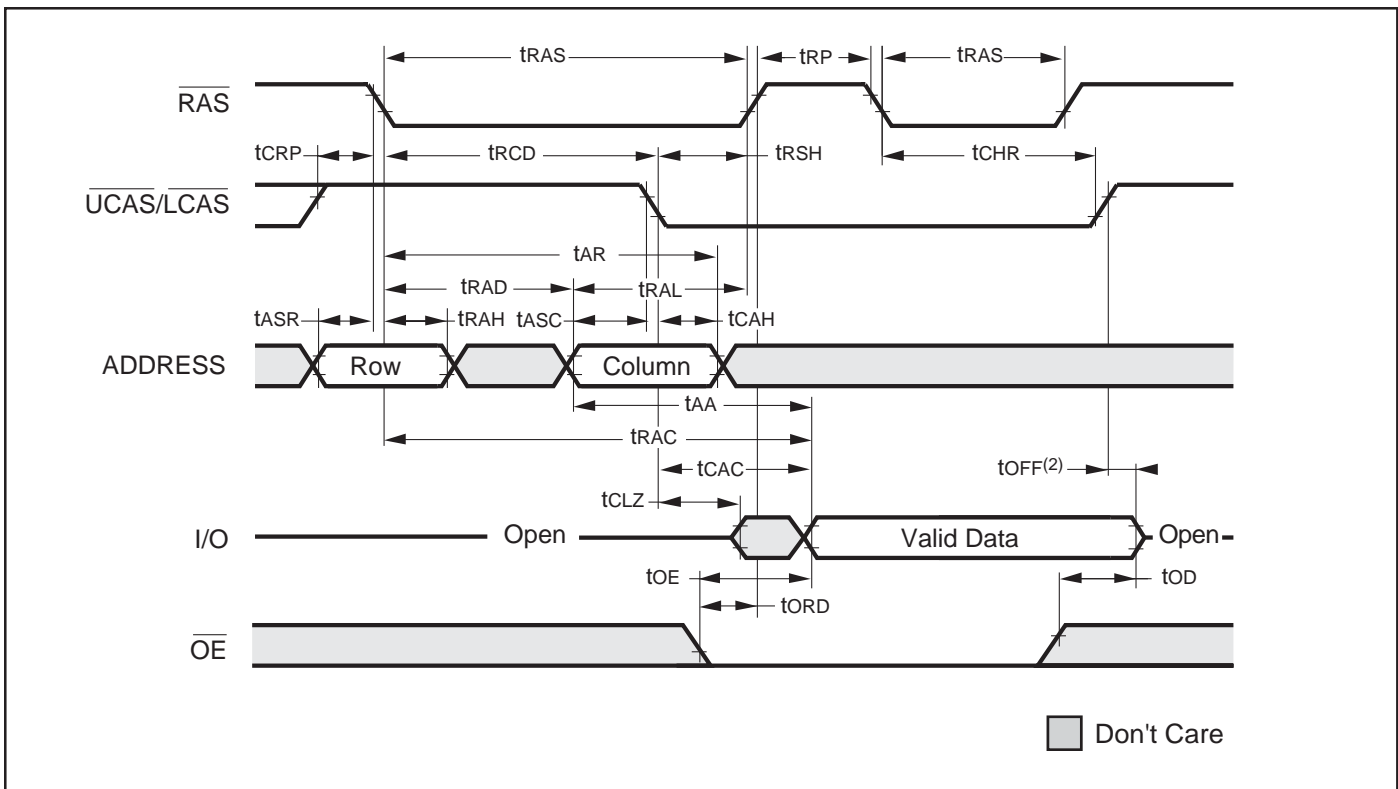 tRAS tRP tRAS
RAS
tCRP tRCD tRSH tCHR
UCAS/LCAS
tAR
tRAD tRAL
tASR tRAH tASC tCAH
ADDRESS Row Column
tAA
tRAC
tCAC tOFF(2)
tCLZ
I/O Open Valid Data Open
tOE tOD
tORD
OE
Don't Care